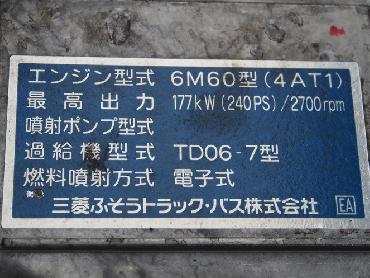 エンジン型式 6M60型(4AT1)
最高出力 177kW(240PS)/2700rpm
噴射ポンプ型式
過給機型式 TD06-7型
燃料噴射方式 電子式
三菱ふそうトラック・バス株式会社 EA